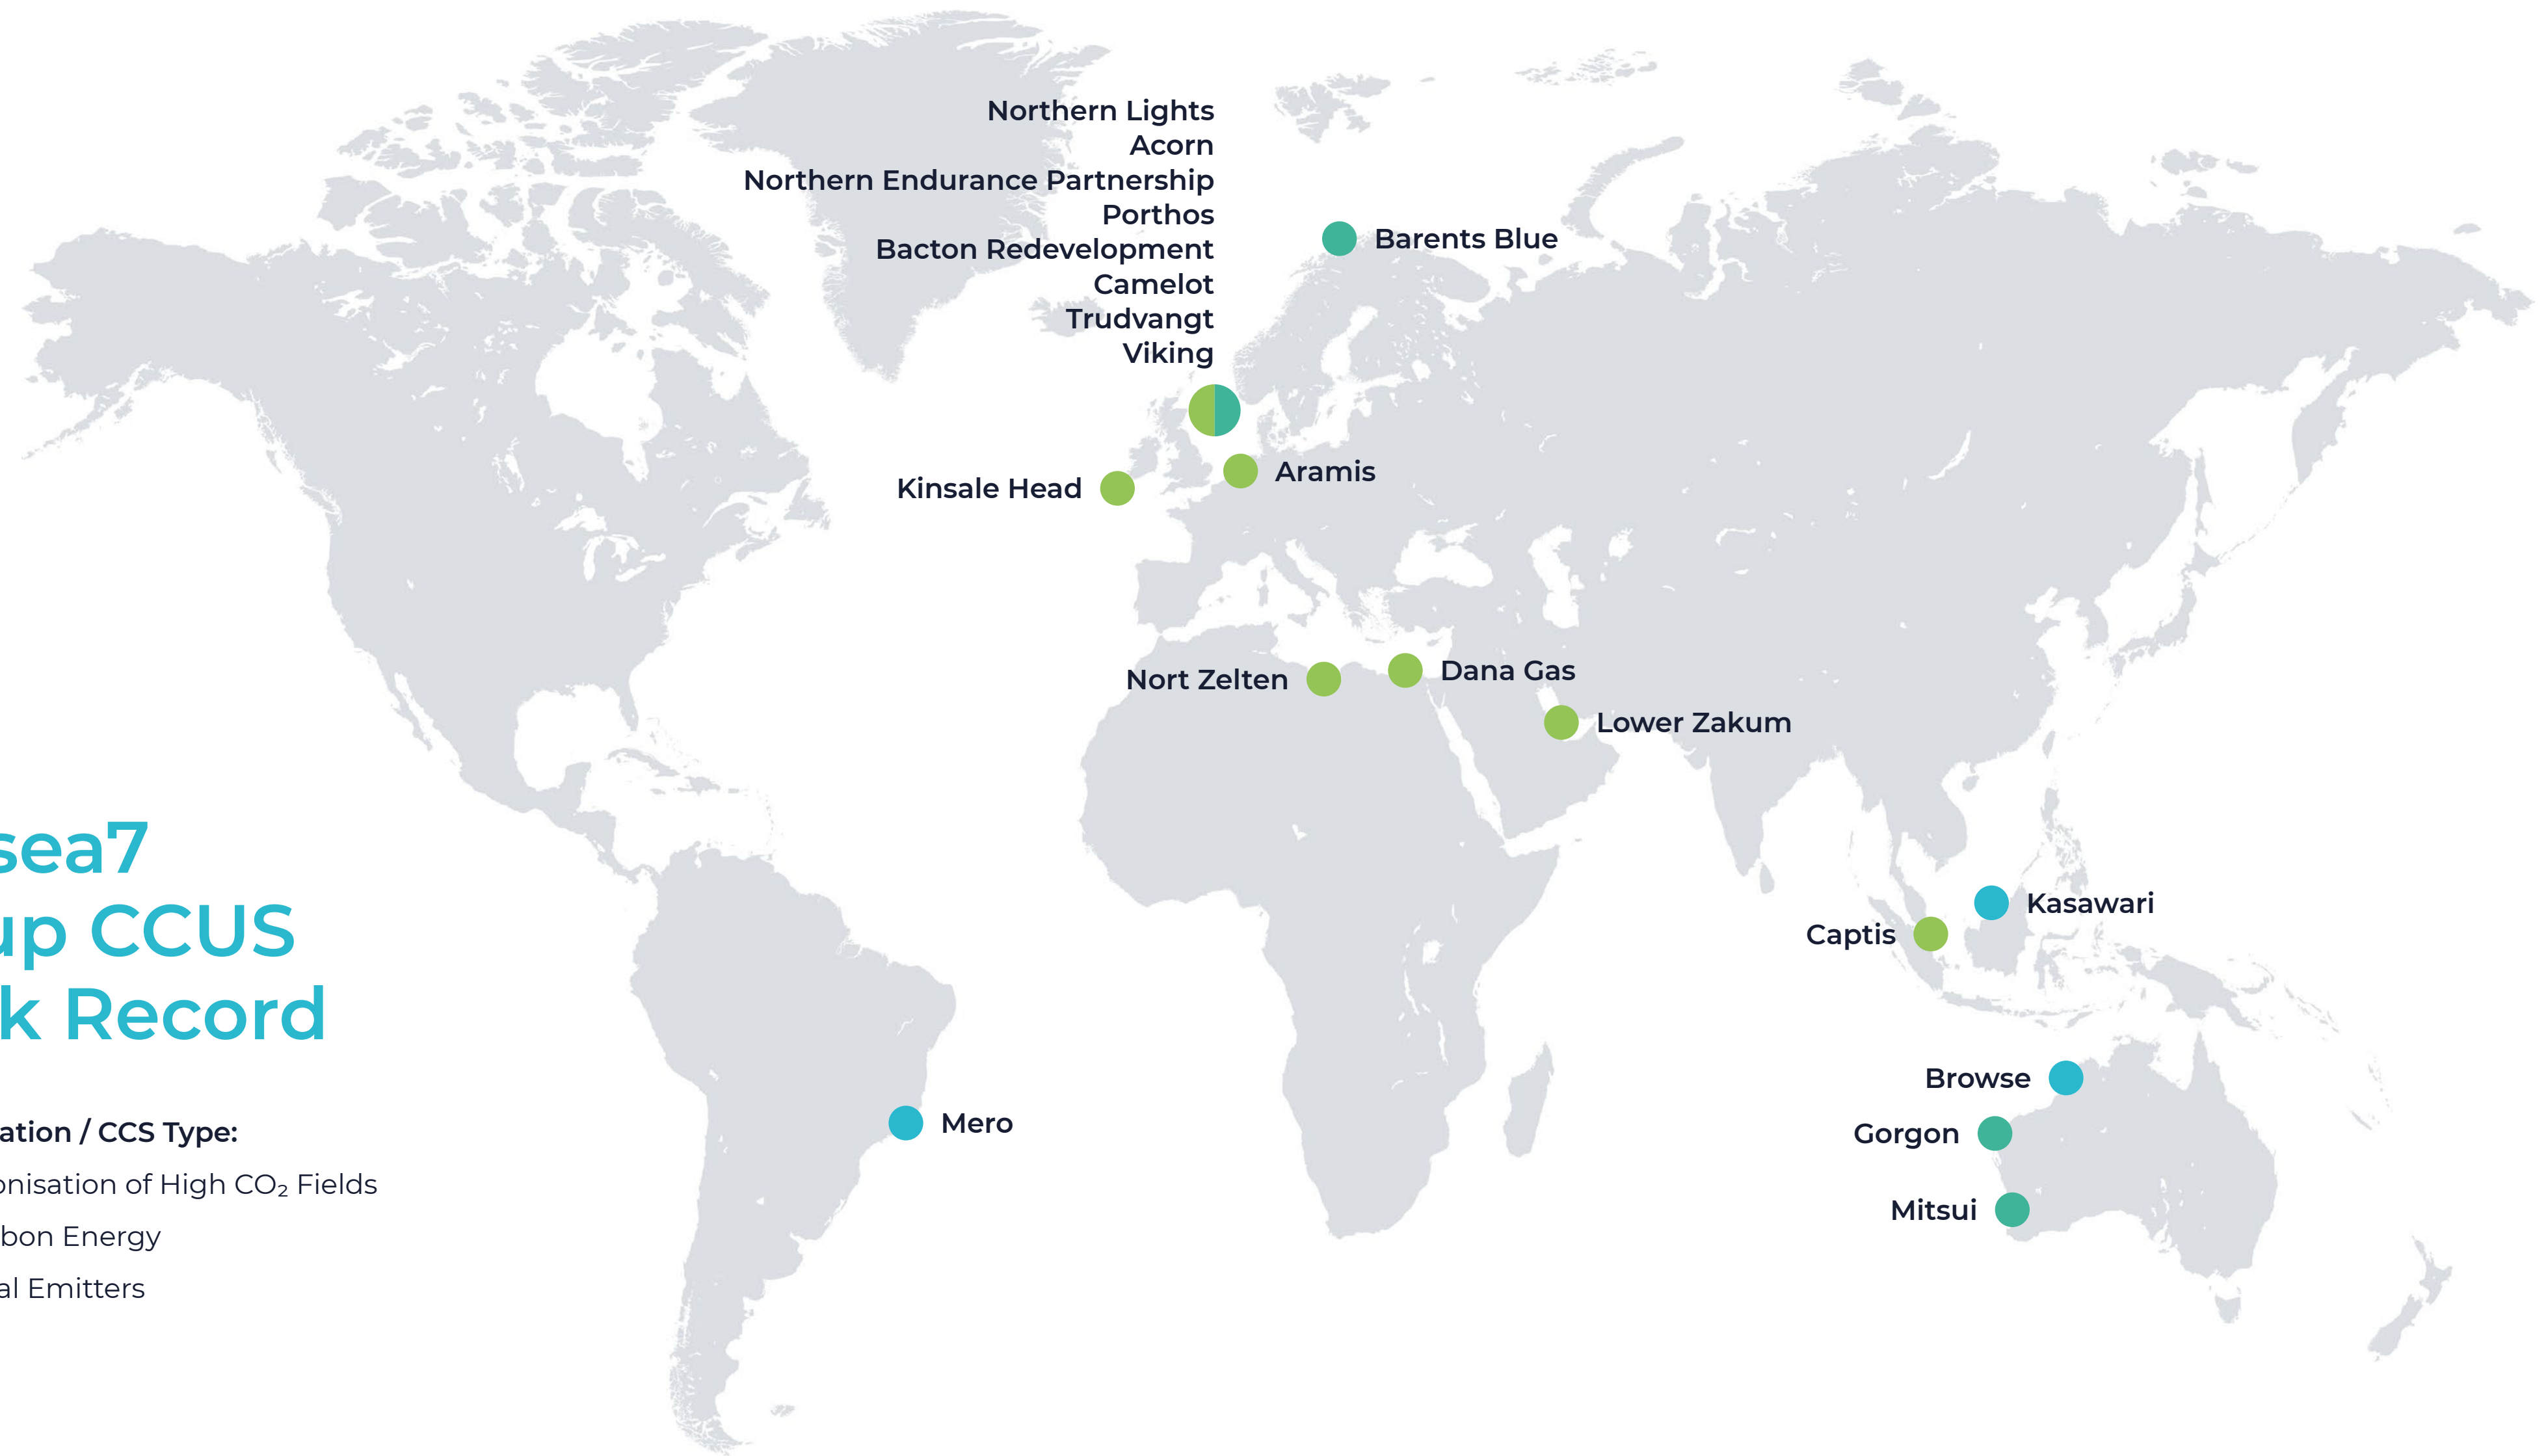 Northern Lights
Acorn
Northern Endurance Partnership
Porthos
Bacton Redevelopment
Camelot
Trudvangt
Viking
Barents Blue
Aramis
Kinsale Head
Nort Zelten
Dana Gas
Lower Zakum
sea7
up CCUS
k Record
Kasawari
Captis
Browse
Gorgon
Mitsui
Mero
ation / CCS Type:
onisation of High CO₂ Fields
bon Energy
al Emitters